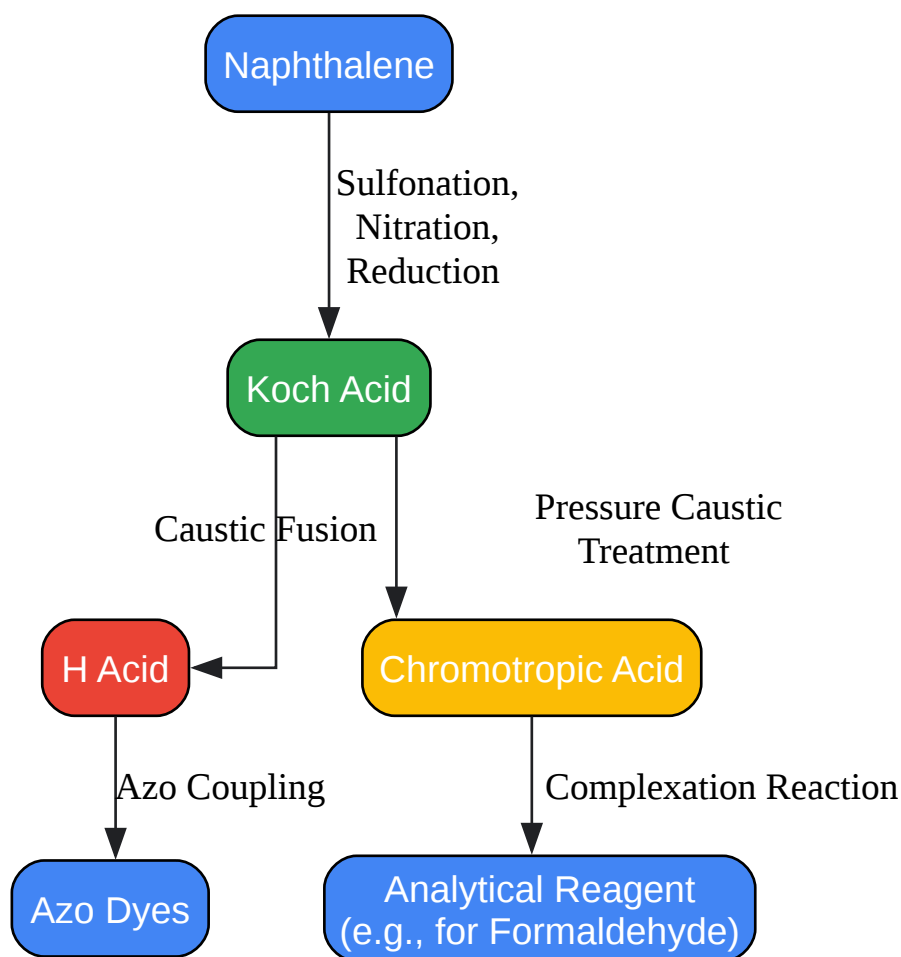 Naphthalene
Sulfonation,
Nitration,
Reduction
Koch Acid
Caustic Fusion
Pressure Caustic
Treatment
H Acid
Chromotropic Acid
Azo Coupling
Complexation Reaction
Azo Dyes
Analytical Reagent
(e.g., for Formaldehyde)